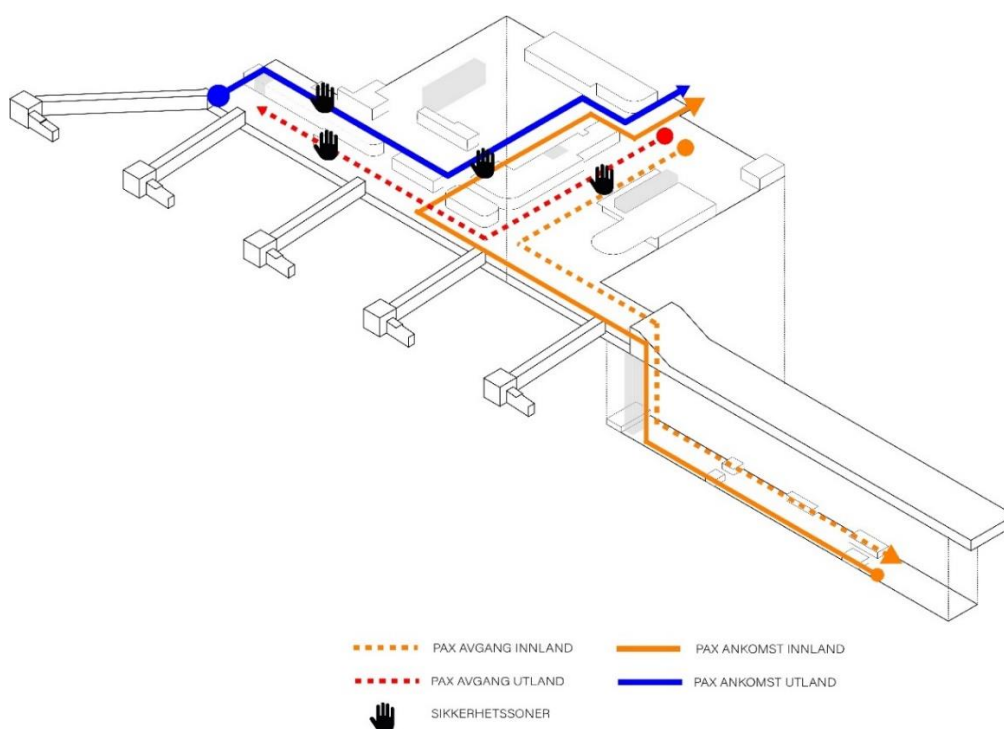 PAX AVGANG INNLAND
PAX ANKOMST INNLAND
PAX AVGANG UTLAND
PAX ANKOMST UTLAND
SIKKERHETSSONER